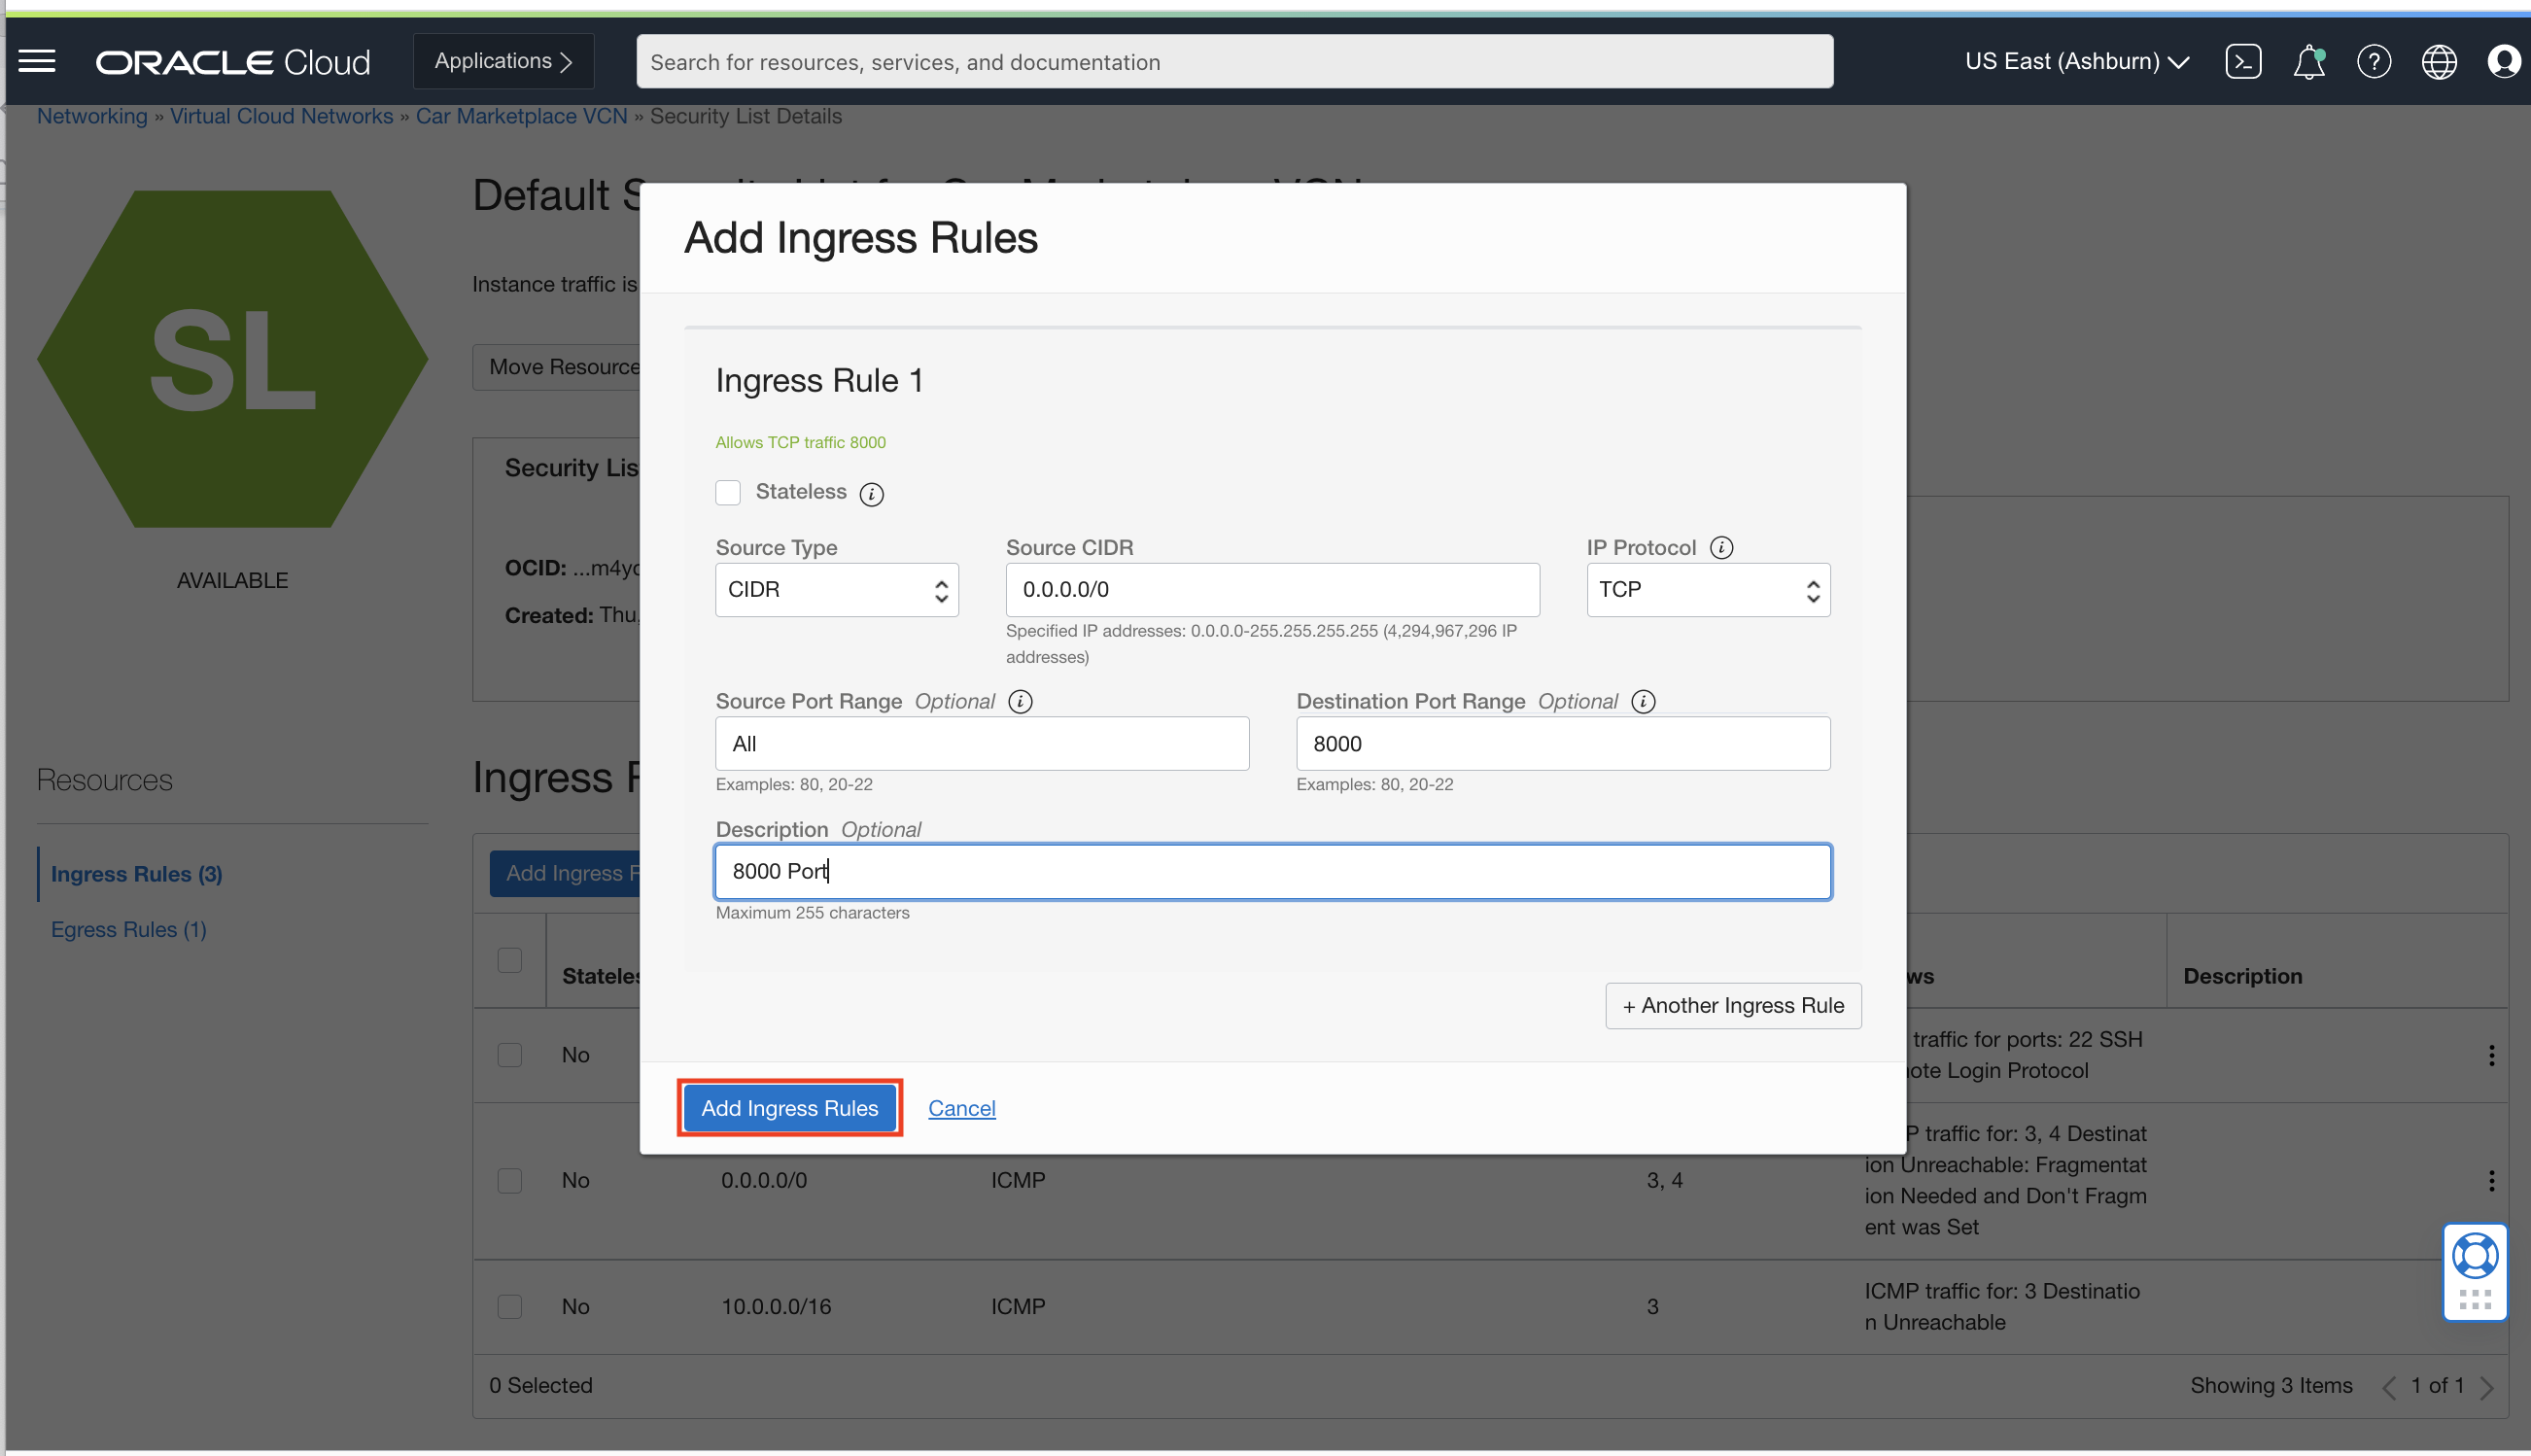 ORACLE Cloud
Applications
Search for resources, services, and documentation
US East (Ashburn)
Networking » Virtual Cloud Networks » Car Marketplace VCN » Security List Details
SL
AVAILABLE
Default
Instance traffic is
Move Resource
Security Lis
OCID: ...m4yc
Created: Thu,
Resources
Ingress Rules (3)
Egress Rules (1)
Ingress R
Add Ingress R
Add Ingress Rules
Ingress Rule 1
Allows TCP traffic 8000
Stateless
Source Type
Source CIDR
IP Protocol
CIDR
0.0.0.0/0
TCP
Specified IP addresses: 0.0.0.0-255.255.255.255 (4,294,967,296 IP
addresses)
Source Port Range Optional
Destination Port Range Optional
All
8000
Examples: 80, 20-22
Examples: 80, 20-22
Description Optional
8000 Port
Maximum 255 characters
+ Another Ingress Rule
Add Ingress Rules
Cancel
Stateles
ws
Description
No
traffic for ports: 22 SSH
ote Login Protocol
No
0.0.0.0/0
ICMP
3, 4
P traffic for: 3, 4 Destinat
ion Unreachable: Fragmentat
ion Needed and Don't Fragm
ent was Set
No
10.0.0.0/16
ICMP
3
ICMP traffic for: 3 Destinatio
n Unreachable
0 Selected
Showing 3 Items
1 of 1